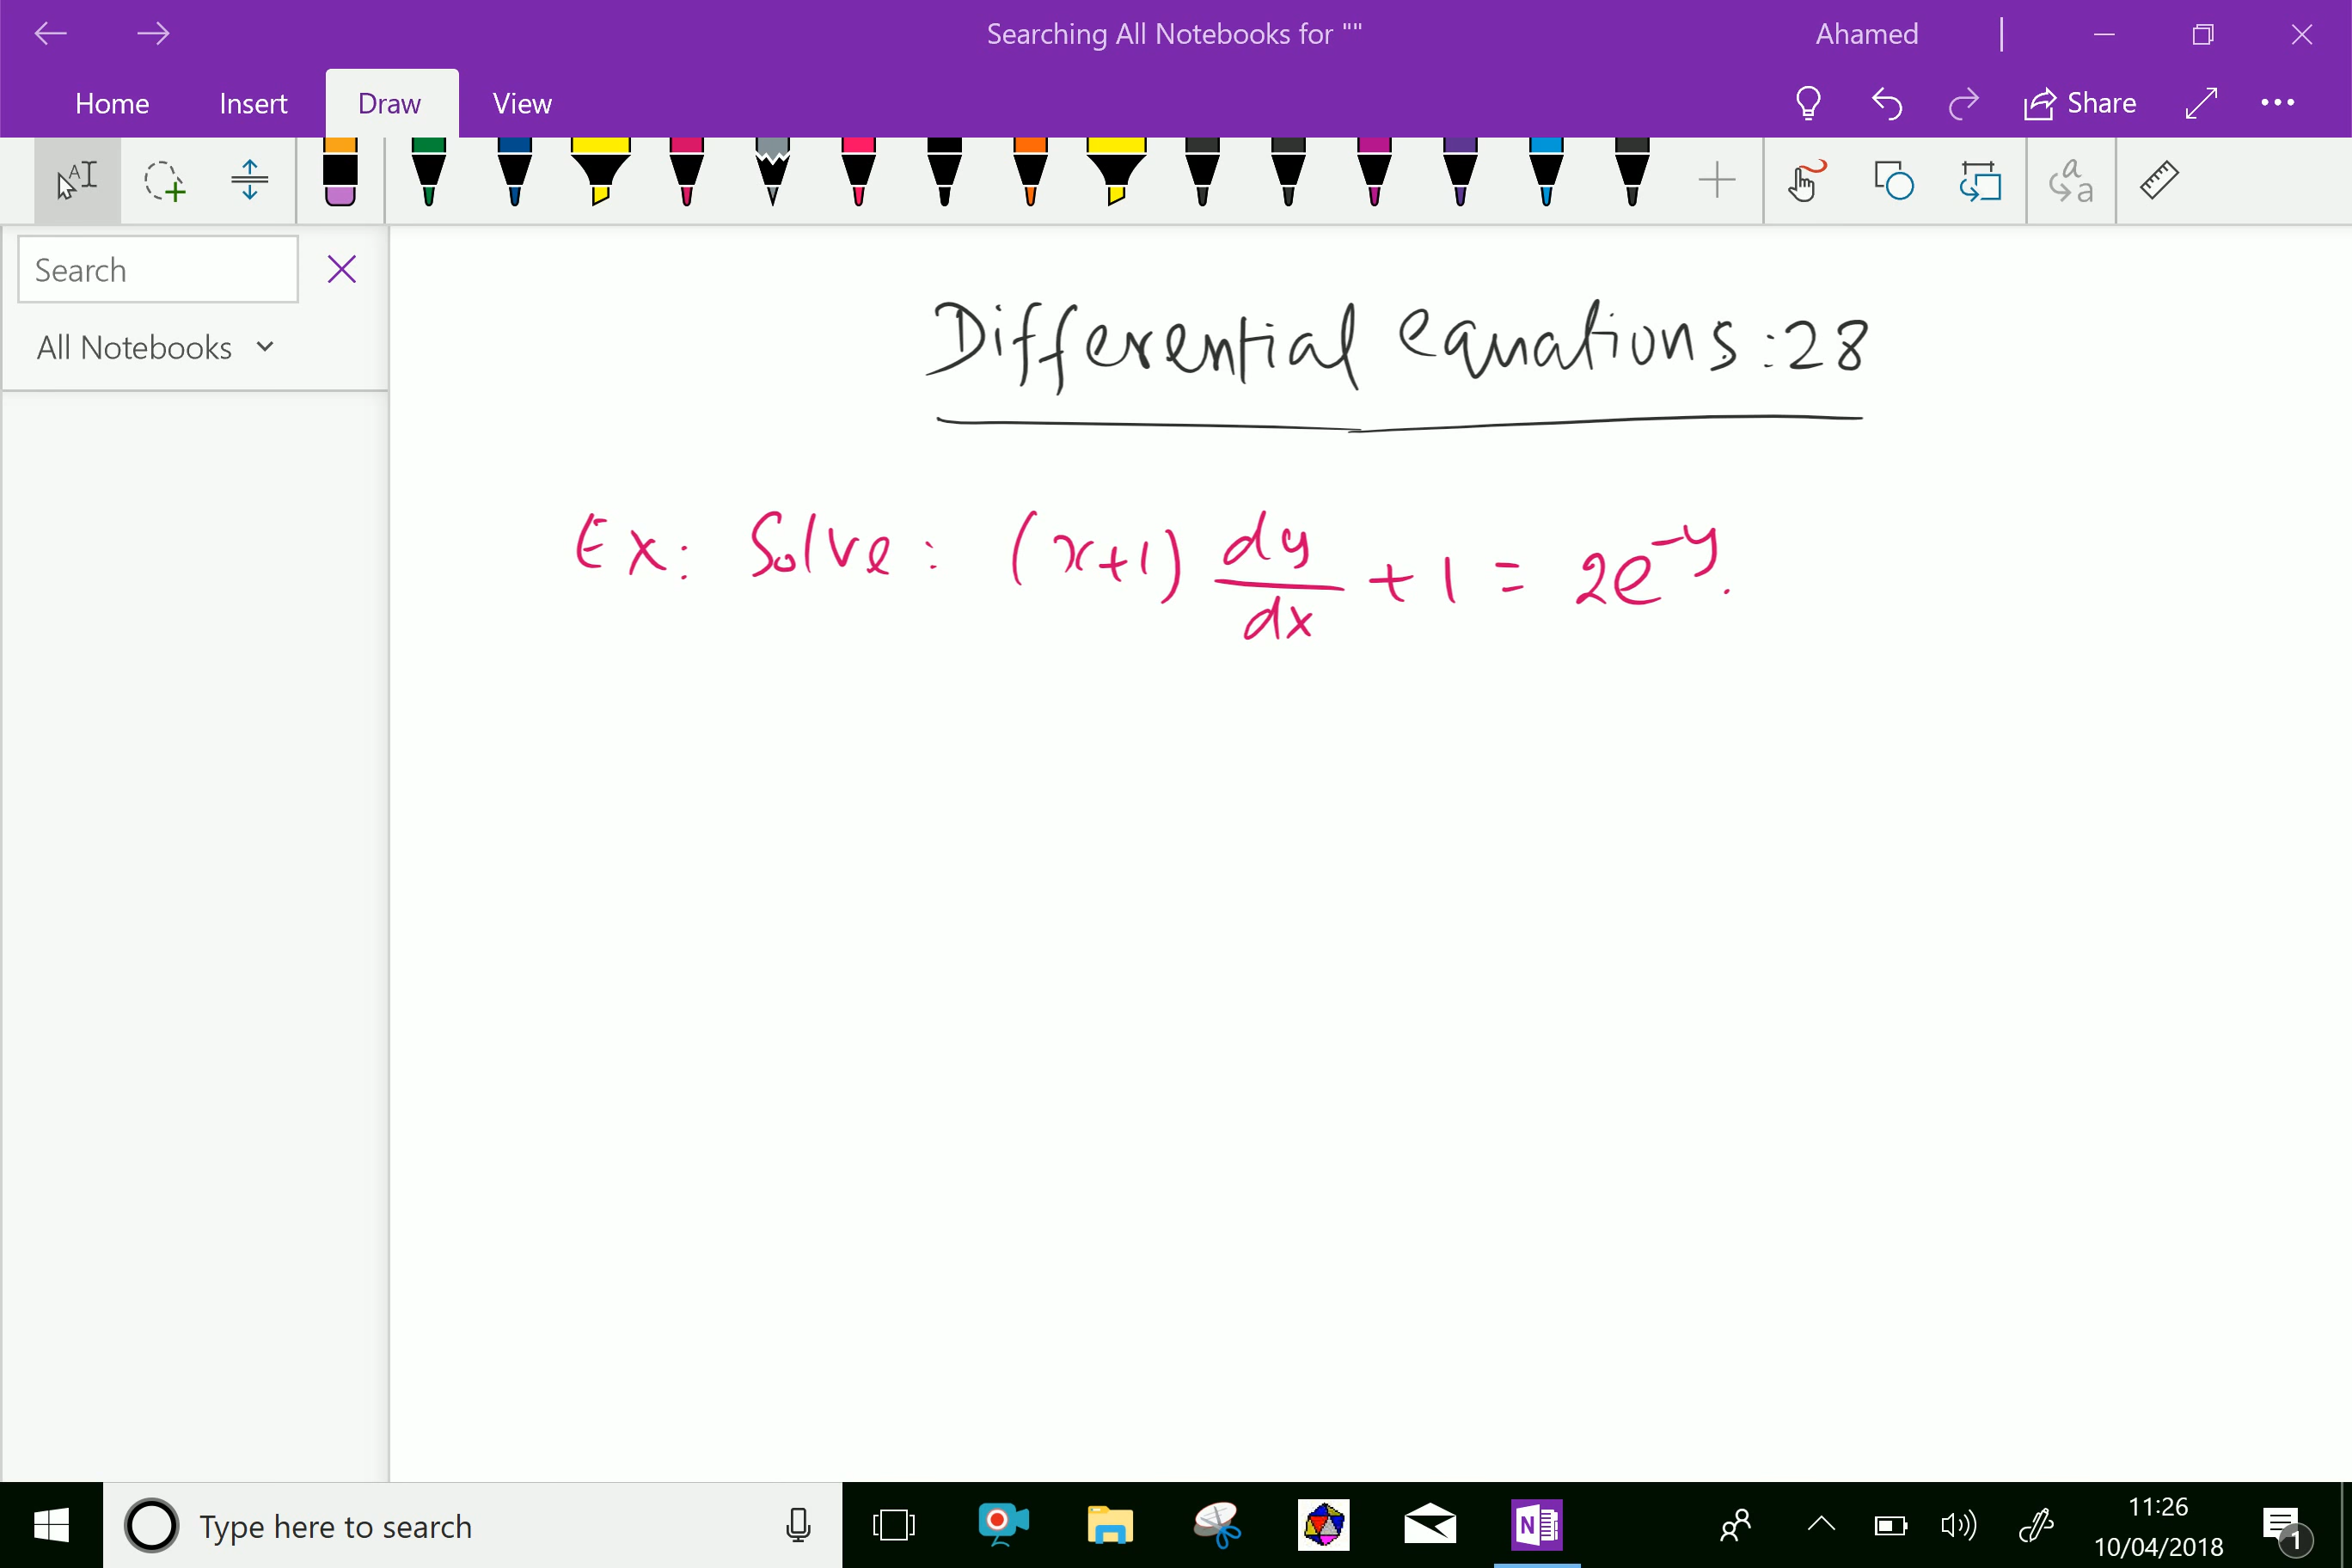 Searching All Notebooks for ""
Ahamed
Home Insert Draw View
Share
Search
All Notebooks
Differential equations:28
Ex: Solve: (x+1) dy/dx + 1 = 2e^-y.
Type here to search
11:26
10/04/2018
1